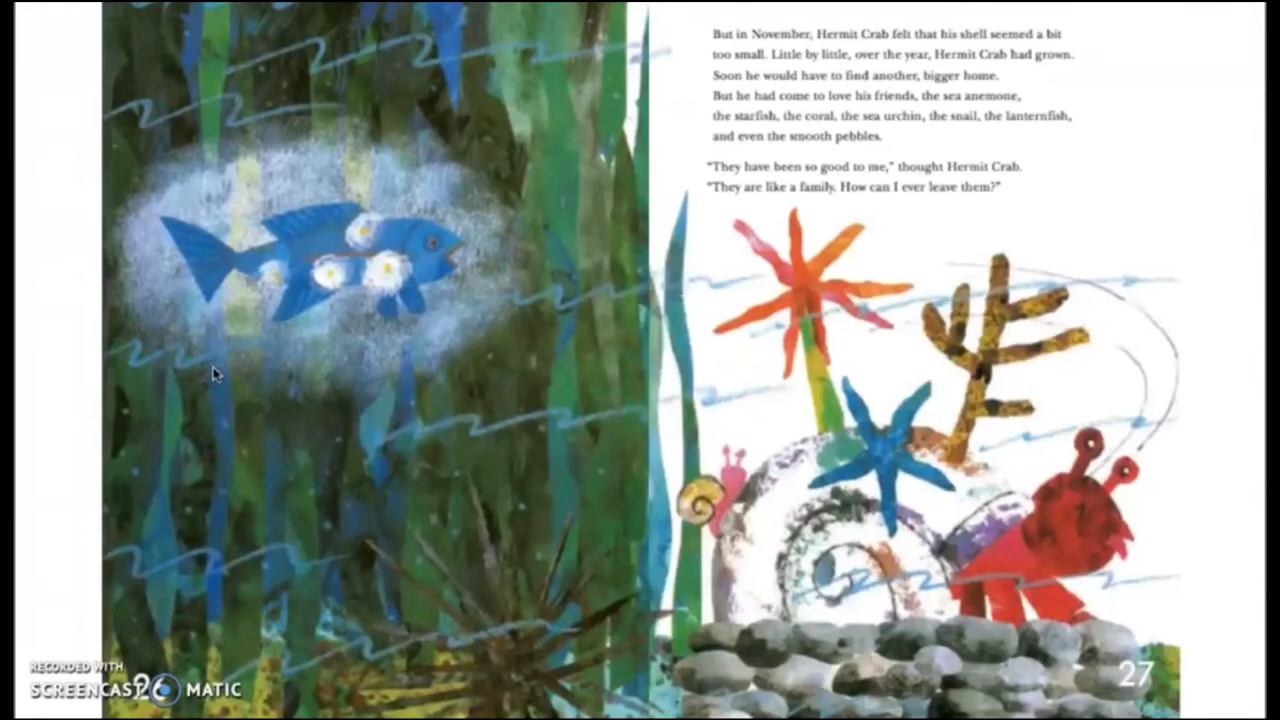 But in November, Hermit Crab felt that his shell seemed a bit
too small. Little by little, over the year, Hermit Crab had grown.
Soon he would have to find another, bigger home.
But he had come to love his friends, the sea anemone,
the starfish, the coral, the sea urchin, the snail, the lanternfish,
and even the smooth pebbles.
"They have been so good to me," thought Hermit Crab.
"They are like a family. How can I ever leave them?"
RECORDED WITH
SCREENCAST MATIC
26
27